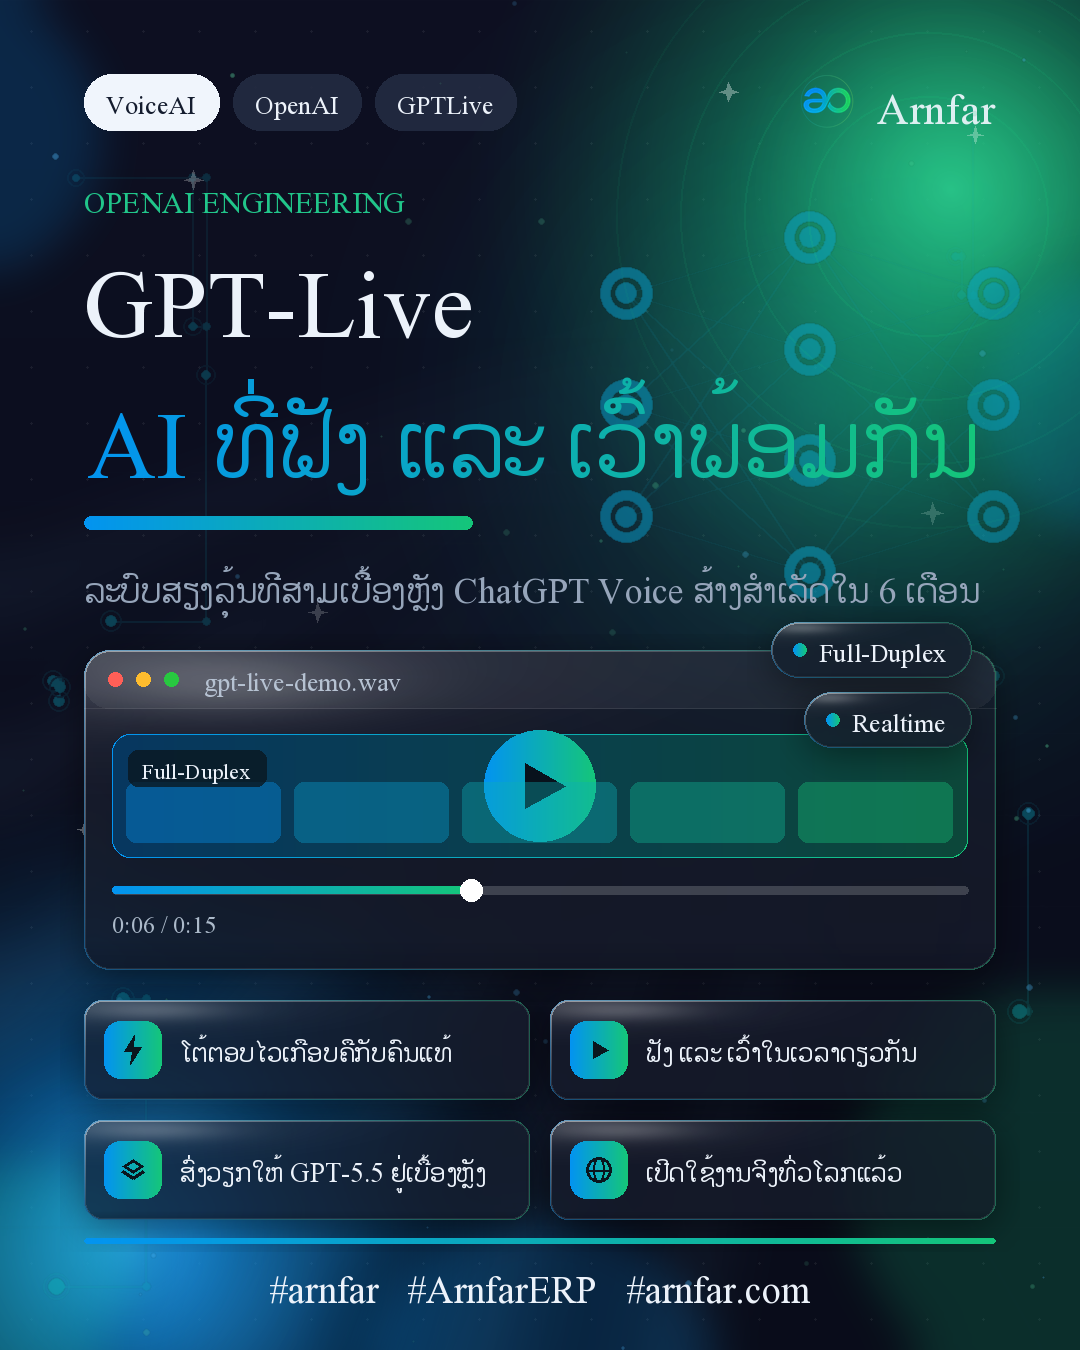 VoiceAI OpenAI GPTLive
Arnfar
OPENAI ENGINEERING
GPT-Live
AI ທີ່ຟັງ ແລະ ເວົ້າພ້ອມກັນ
ລະບົບສຽງລຸ້ນທີສາມເບື້ອງຫຼັງ ChatGPT Voice ສ້າງສຳເລັດໃນ 6 ເດືອນ
Full-Duplex
gpt-live-demo.wav
Realtime
Full-Duplex
0:06 / 0:15
ໂຕ້ຕອບໄວເກືອບຄືກັບຄົນແທ້
ຟັງ ແລະ ເວົ້າໃນເວລາດຽວກັນ
ສົ່ງວຽກໃຫ້ GPT-5.5 ຢູ່ເບື້ອງຫຼັງ
ເປີດໃຊ້ງານຈິງທົ່ວໂລກແລ້ວ
#arnfar #ArnfarERP #arnfar.com